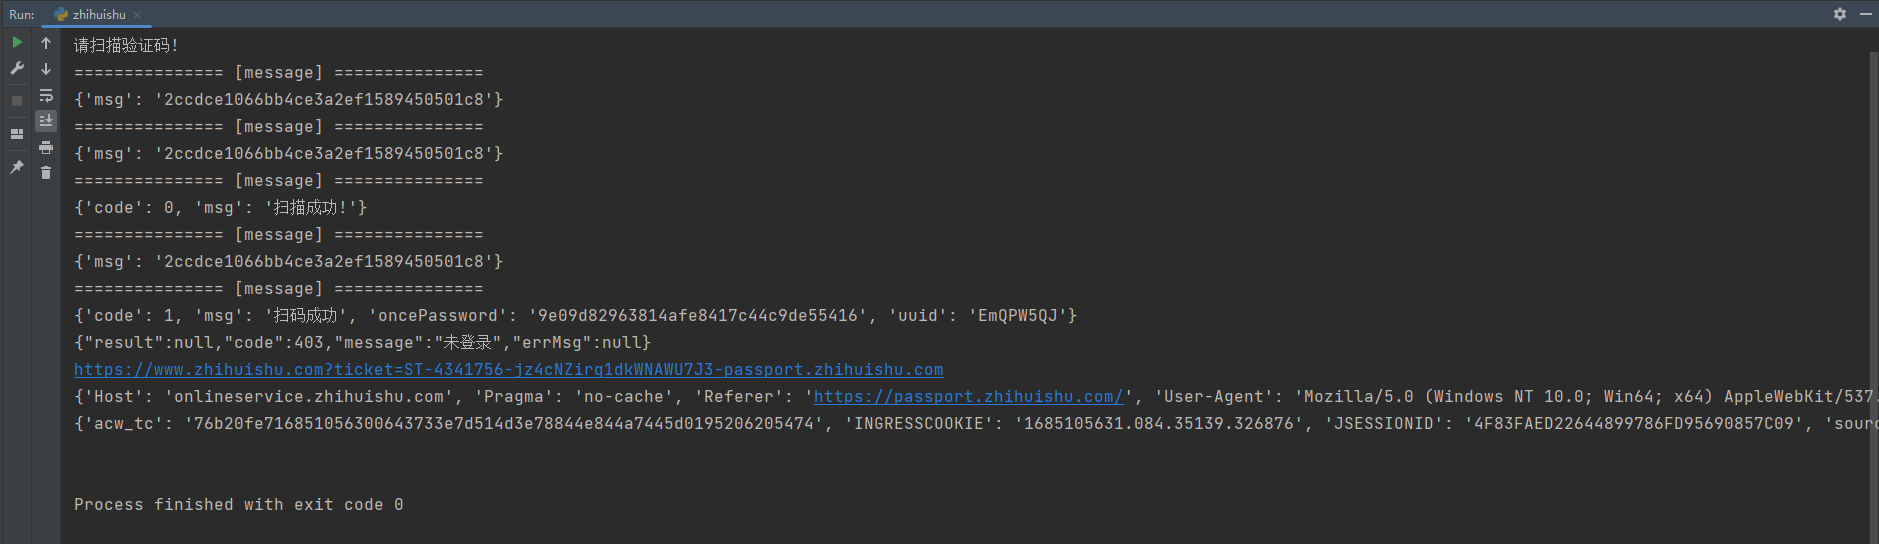 Run: zhihuishu
请扫描验证码!
=============== [message] ===============
{'msg': '2ccdce1066bb4ce3a2ef1589450501c8'}
=============== [message] ===============
{'msg': '2ccdce1066bb4ce3a2ef1589450501c8'}
=============== [message] ===============
{'code': 0, 'msg': '扫描成功!'}
=============== [message] ===============
{'msg': '2ccdce1066bb4ce3a2ef1589450501c8'}
=============== [message] ===============
{'code': 1, 'msg': '扫码成功', 'oncePassword': '9e09d82963814afe8417c44c9de55416', 'uuid': 'EmQPW5QJ'}
{"result":null,"code":403,"message":"未登录","errMsg":null}
https://www.zhihuishu.com?ticket=ST-4341756-jz4cNZirq1dkWNAWU7J3-passport.zhihuishu.com
{'Host': 'onlineservice.zhihuishu.com', 'Pragma': 'no-cache', 'Referer': 'https://passport.zhihuishu.com/', 'User-Agent': 'Mozilla/5.0 (Windows NT 10.0; Win64; x64) AppleWebKit/537.
{'acw_tc': '76b20fe716851056300643733e7d514d3e78844e844a7445d0195206205474', 'INGRESSCOOKIE': '1685105631.084.35139.326876', 'JSESSIONID': '4F83FAED22644899786FD95690857C09', 'sourc
Process finished with exit code 0